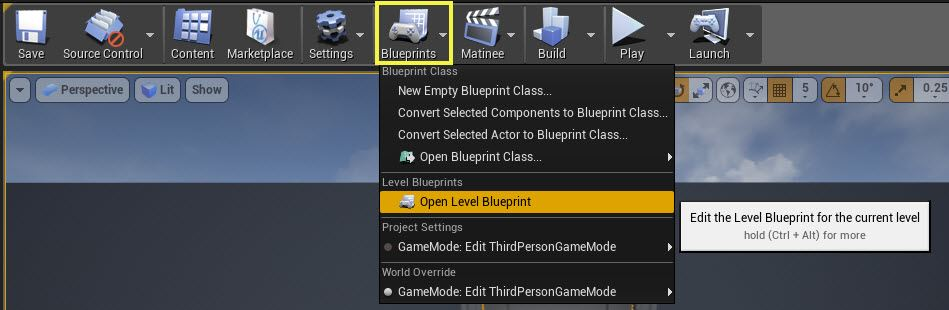 Save
Source Control
Content
Marketplace
Settings
Blueprints
Matinee
Build
Play
Launch
Perspective
Lit
Show
5
10°
0.25
Blueprint Class
New Empty Blueprint Class...
Convert Selected Components to Blueprint Class...
Convert Selected Actor to Blueprint Class...
Open Blueprint Class...
Level Blueprints
Open Level Blueprint
Edit the Level Blueprint for the current level
hold (Ctrl + Alt) for more
Project Settings
GameMode: Edit ThirdPersonGameMode
World Override
GameMode: Edit ThirdPersonGameMode